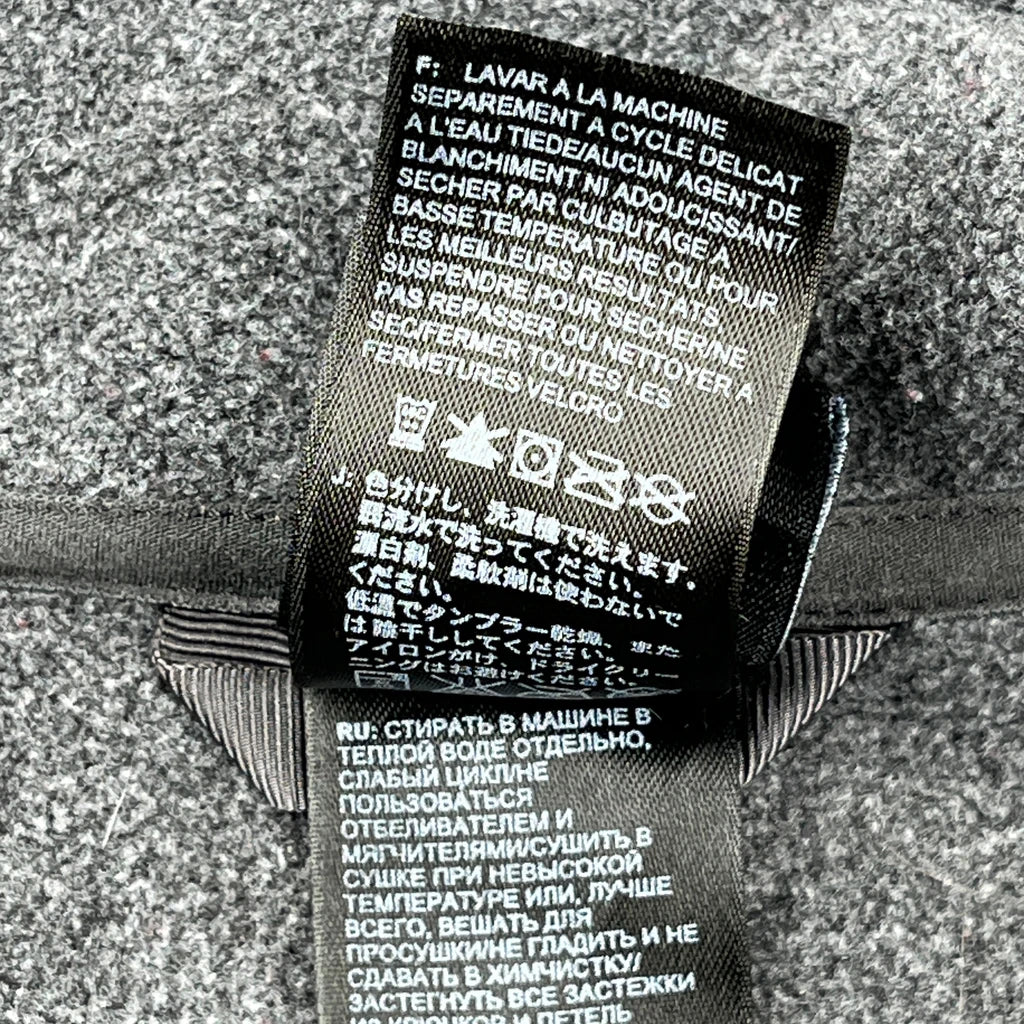 F: LAVAR A LA MACHINE
SEPAREMENT A CYCLE DELICAT
A L'EAU TIEDE/AUCUN AGENT DE
BLANCHIMENT NI ADOUCISSANT/
SECHER PAR CULBUTAGE A
BASSE TEMPERATURE OU POUR
LES MEILLEURS RESULTATS,
SUSPENDRE POUR SECHER/NE
PAS REPASSER OU NETTOYER A
SEC/FERMER TOUTES LES
FERMETURES VELCRO
J: 色分けし、洗濯機で洗えます。
弱流水で洗ってください。
漂白剤、柔軟剤は使わないで
ください。
低温でタンブラー乾燥、また
は陰干ししてください。
アイロンがけ、ドライクリー
ニングはお避けください。
RU: СТИРАТЬ В МАШИНЕ В
ТЕПЛОЙ ВОДЕ ОТДЕЛЬНО,
СЛАБЫЙ ЦИКЛ/НЕ
ПОЛЬЗОВАТЬСЯ
ОТБЕЛИВАТЕЛЕМ И
МЯГЧИТЕЛЯМИ/СУШИТЬ В
СУШКЕ ПРИ НЕВЫСОКОЙ
ТЕМПЕРАТУРЕ ИЛИ, ЛУЧШЕ
ВСЕГО, ВЕШАТЬ ДЛЯ
ПРОСУШКИ/НЕ ГЛАДИТЬ И НЕ
СДАВАТЬ В ХИМЧИСТКУ/
ЗАСТЕГНУТЬ ВСЕ ЗАСТЕЖКИ
ИЗ КРЮЧКОВ И ПЕТЕЛЬ